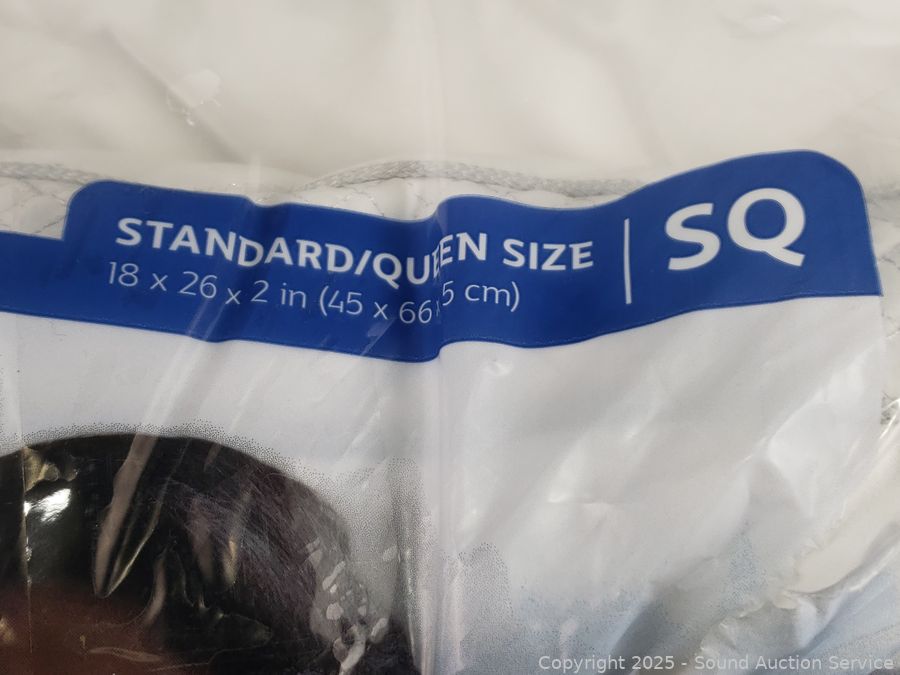 STANDARD/QUEEN SIZE | SQ
18 x 26 x 2 in (45 x 66 x 5 cm)
Copyright 2025 - Sound Auction Service